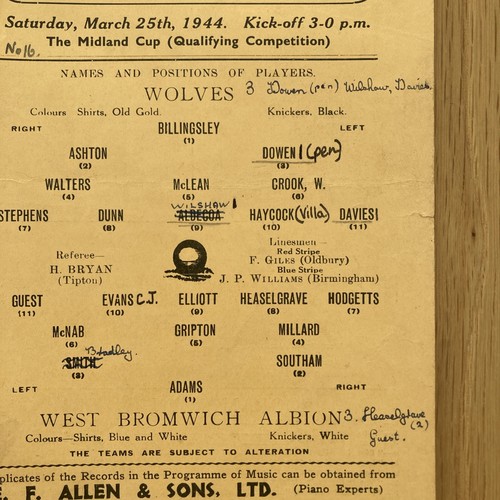 Saturday, March 25th, 1944. Kick-off 3-0 p.m.
The Midland Cup (Qualifying Competition)
No 16.
NAMES AND POSITIONS OF PLAYERS.
WOLVES 3 Dowen (pen) Wilshaw, Davies.
Colours Shirts, Old Gold. Knickers, Black.
RIGHT BILLINGSLEY LEFT
(1)
ASHTON DOWEN 1 (pen)
(2) (3)
WALTERS McLEAN CROOK, W.
(4) (5) (6)
WILSHAW 1
STEPHENS DUNN ALDECOA HAYCOCK (Villa) DAVIES 1
(7) (8) (9) (10) (11)
Referee— Linesmen—
H. BRYAN Red Stripe
(Tipton) F. GILKS (Oldbury)
Blue Stripe
J. P. WILLIAMS (Birmingham)
GUEST EVANS C.J. ELLIOTT HEASELGRAVE HODGETTS
(11) (10) (9) (8) (7)
McNAB GRIPTON MILLARD
(6) (5) (4)
Bradley.
SMITH SOUTHAM
(3) (2)
LEFT ADAMS RIGHT
(1)
WEST BROMWICH ALBION 3. Heaselgrave (2)
Guest.
Colours—Shirts, Blue and White Knickers, White
THE TEAMS ARE SUBJECT TO ALTERATION
plicates of the Records in the Programme of Music can be obtained from
F. ALLEN & SONS, LTD. (Piano Experts)